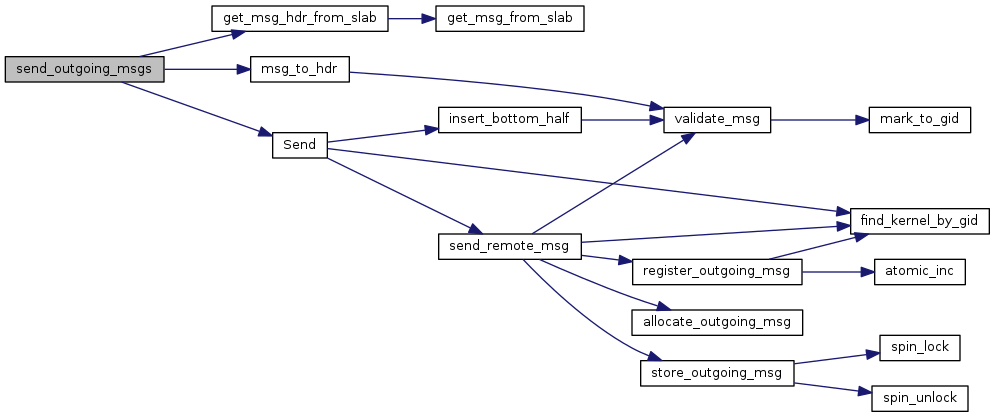 get_msg_hdr_from_slab
get_msg_from_slab
send_outgoing_msgs
msg_to_hdr
Send
insert_bottom_half
validate_msg
mark_to_gid
find_kernel_by_gid
send_remote_msg
register_outgoing_msg
atomic_inc
allocate_outgoing_msg
store_outgoing_msg
spin_lock
spin_unlock